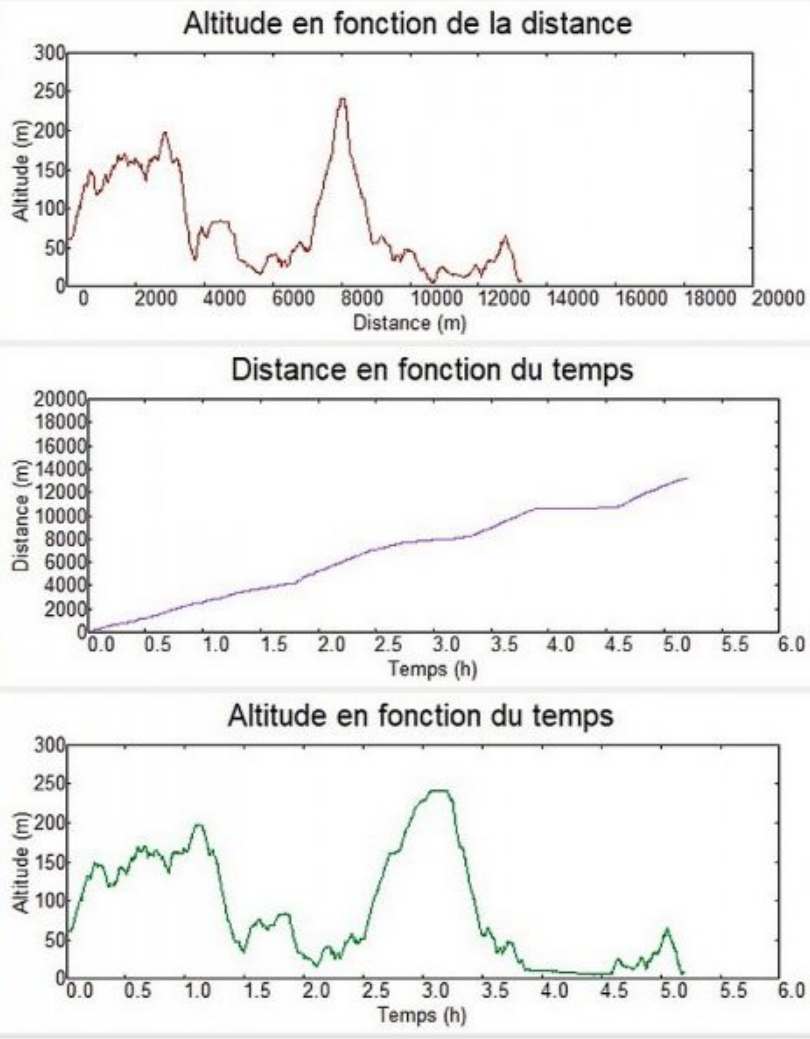 Altitude en fonction de la distance
300
250
200
150
100
50
0
Altitude (m)
0 2000 4000 6000 8000 10000 12000 14000 16000 18000 20000
Distance (m)
Distance en fonction du temps
20000
18000
16000
14000
12000
10000
8000
6000
4000
2000
0
Distance (m)
0.0 0.5 1.0 1.5 2.0 2.5 3.0 3.5 4.0 4.5 5.0 5.5 6.0
Temps (h)
Altitude en fonction du temps
300
250
200
150
100
50
0
Altitude (m)
0.0 0.5 1.0 1.5 2.0 2.5 3.0 3.5 4.0 4.5 5.0 5.5 6.0
Temps (h)